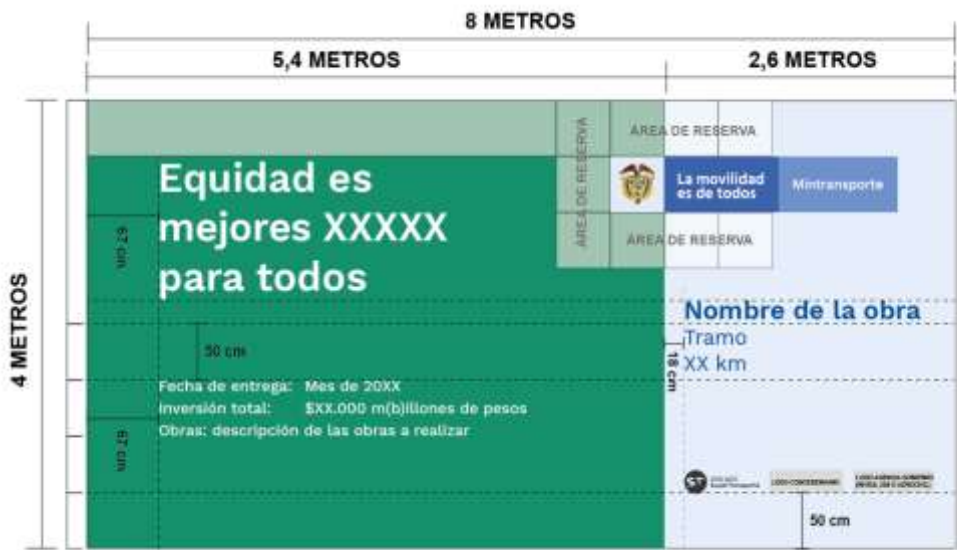 8 METROS
5,4 METROS
2,6 METROS
4 METROS
ÁREA DE RESERVA
ÁREA DE RESERVA
Equidad es
mejores XXXXX
para todos
La movilidad
es de todos
Mintransporte
ÁREA DE RESERVA
67 cm
Nombre de la obra
Tramo
XX km
50 cm
18 cm
Fecha de entrega: Mes de 20XX
Inversión total: $XX.000 m(b)illones de pesos
Obras: descripción de las obras a realizar
67 cm
ST
LOGO CONCESIONARIO
50 cm